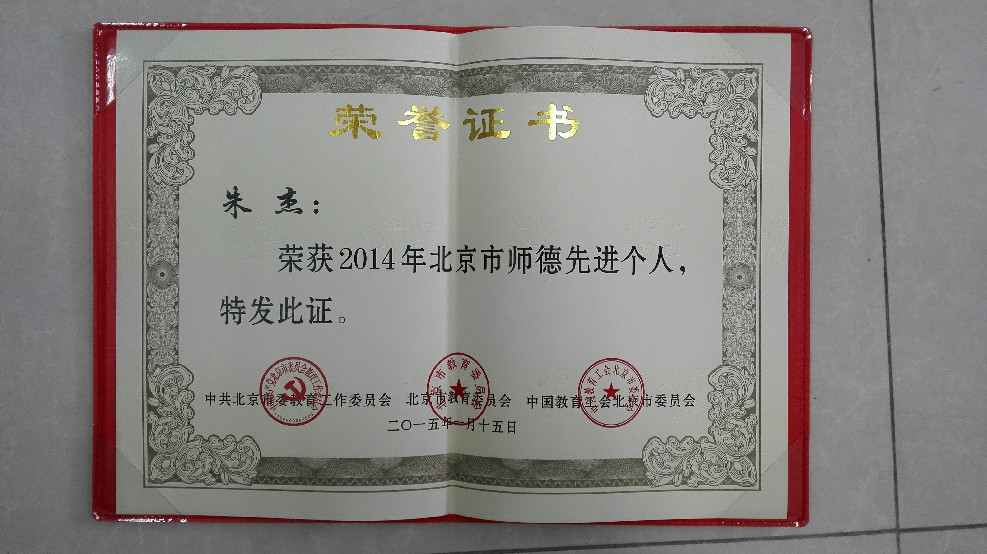 荣誉证书
朱 杰：
荣获2014年北京市师德先进个人，
特发此证。
中共北京市委教育工作委员会 北京市教育委员会 中国教育工会北京市委员会
二〇一五年一月十五日